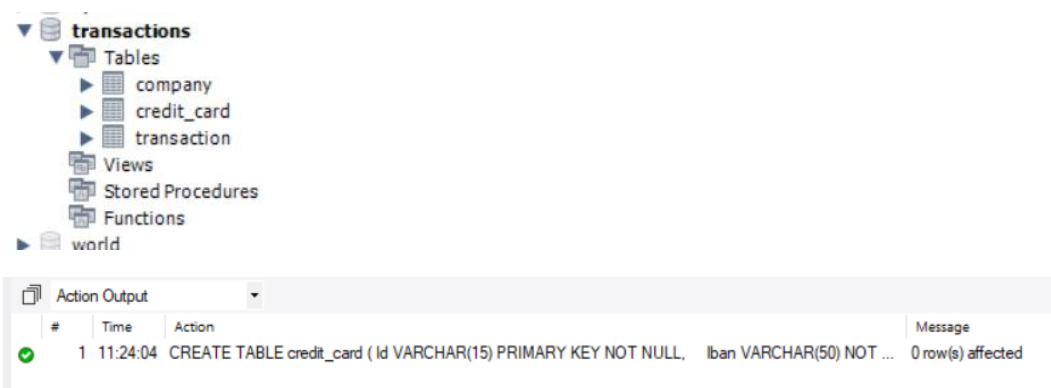 transactions
Tables
company
credit_card
transaction
Views
Stored Procedures
Functions
world
Action Output
# Time Action Message
1 11:24:04 CREATE TABLE credit_card ( Id VARCHAR(15) PRIMARY KEY NOT NULL, Iban VARCHAR(50) NOT ... 0 row(s) affected